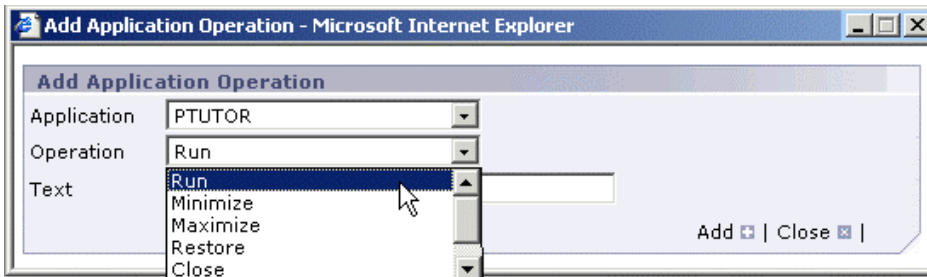 Add Application Operation - Microsoft Internet Explorer
Add Application Operation
Application PTUTOR
Operation Run
Text Run
Minimize
Maximize
Restore
Close
Add | Close |